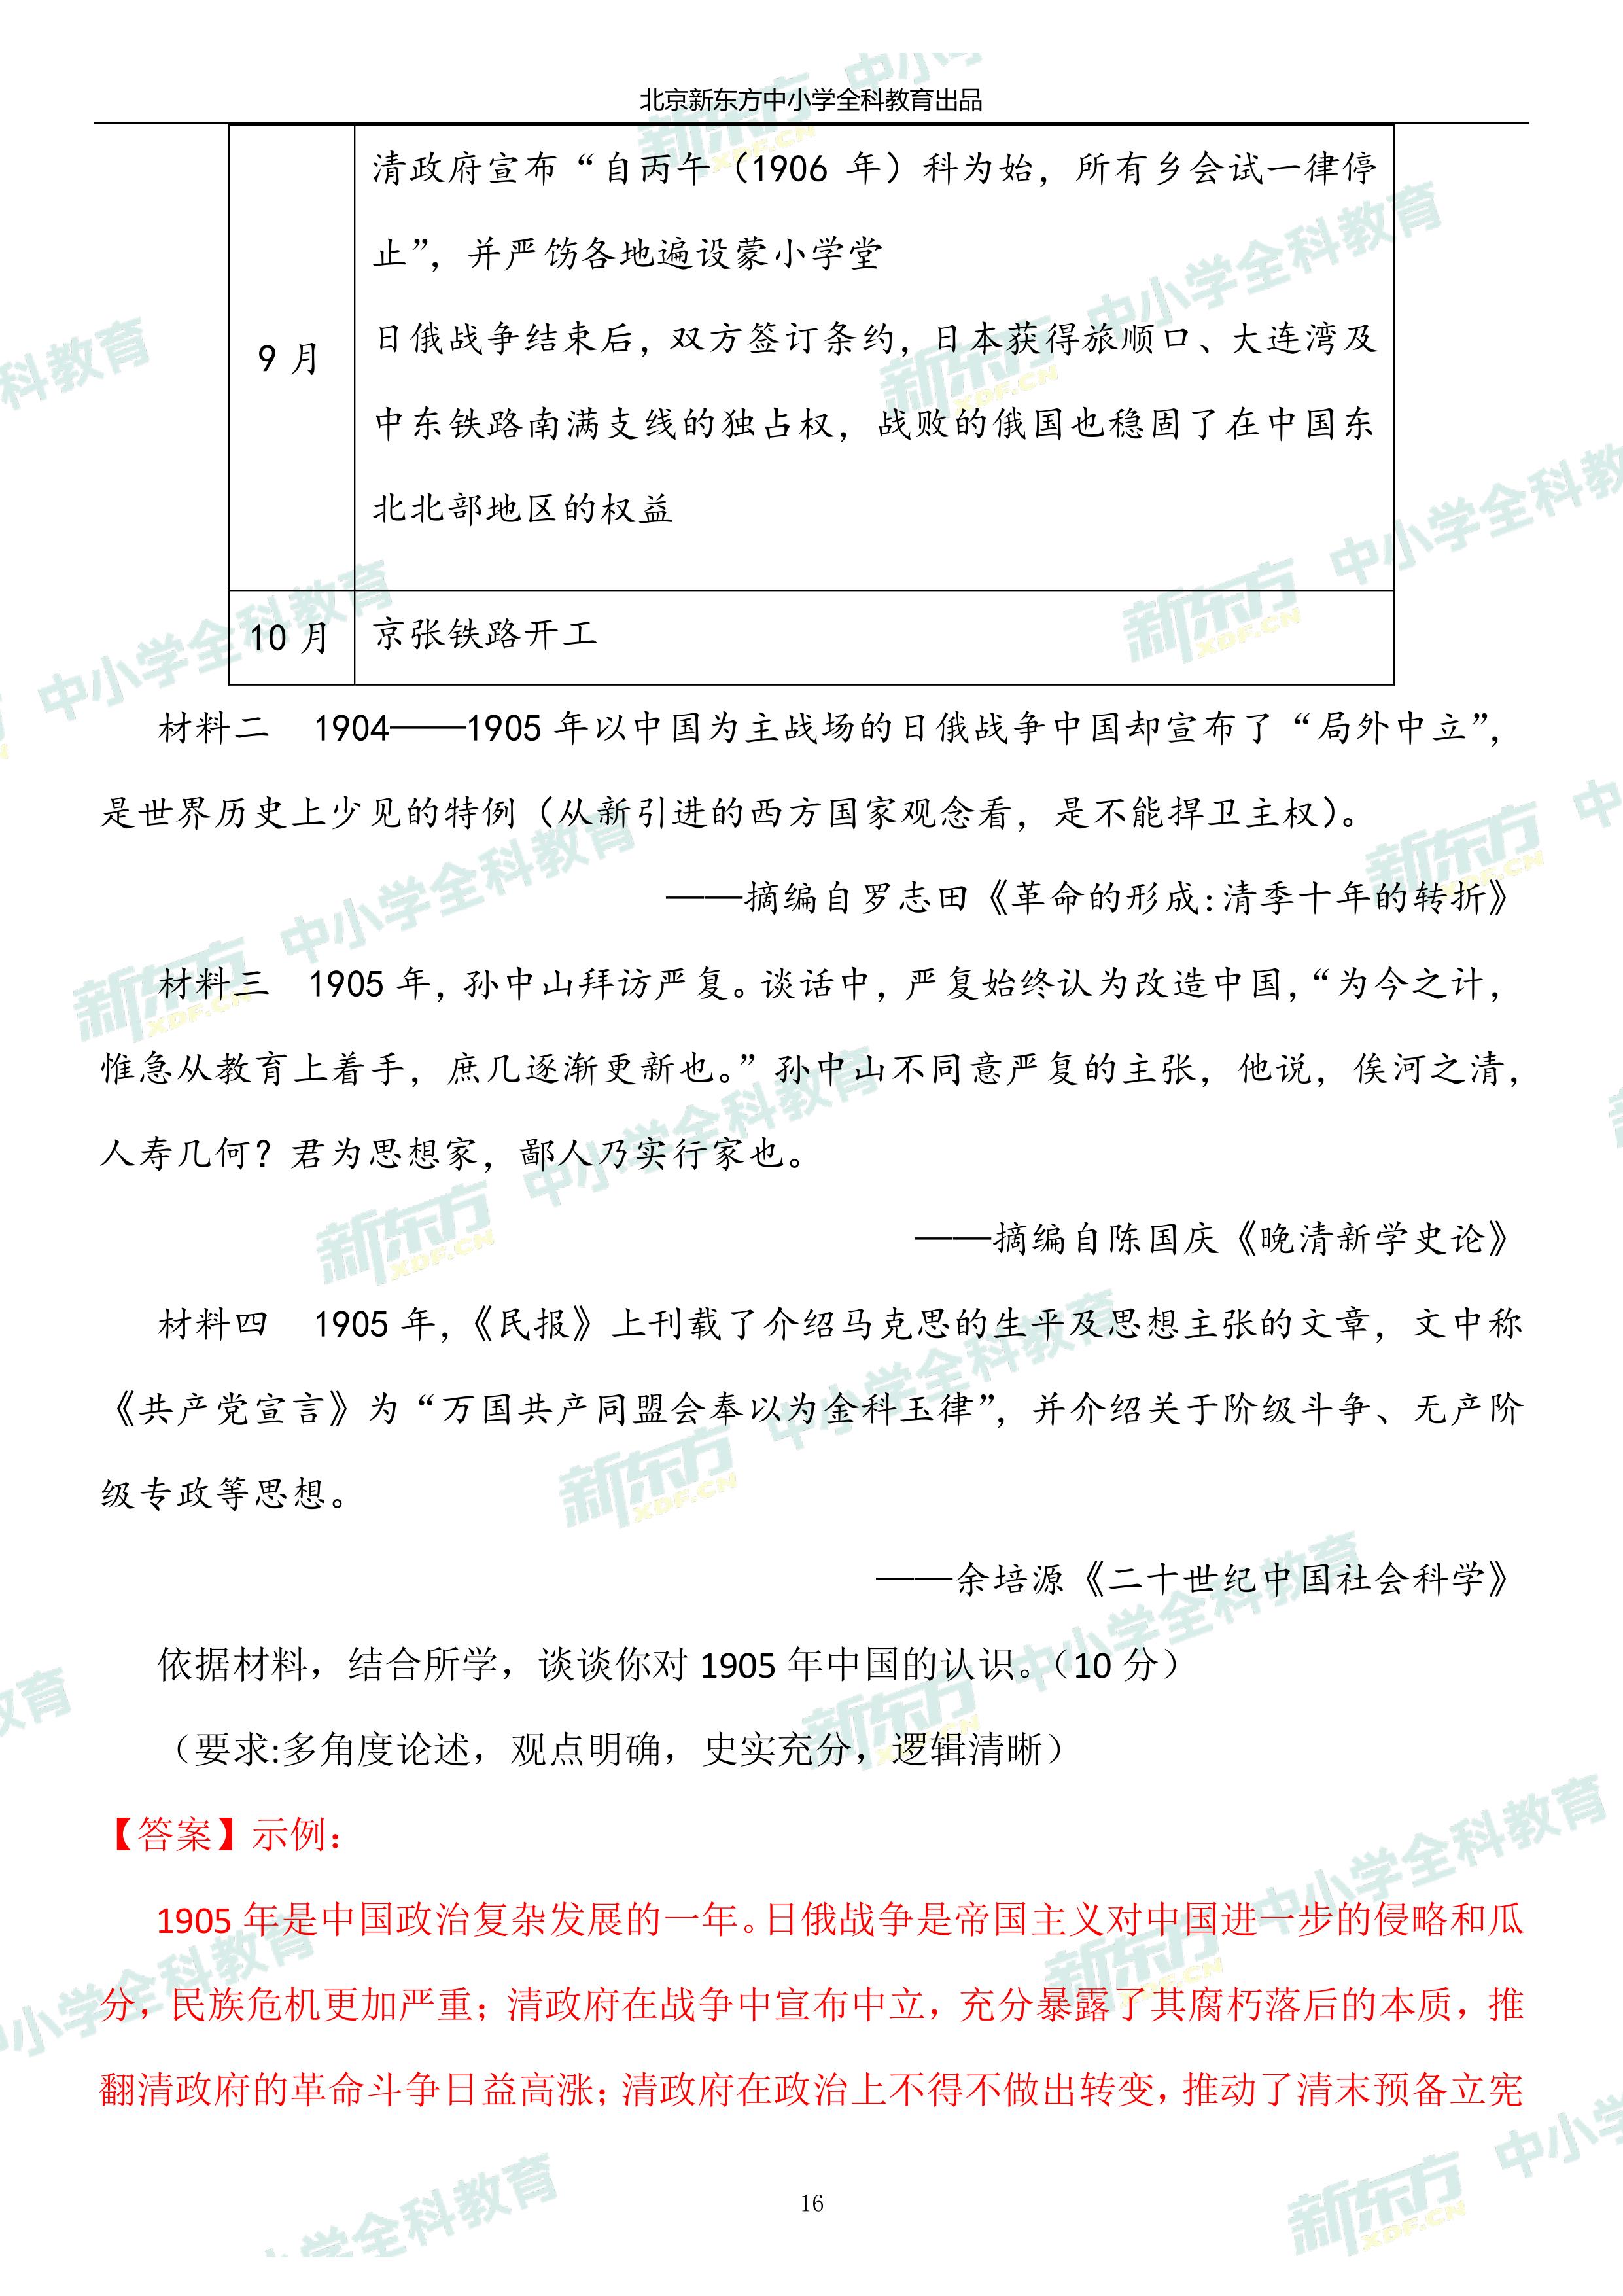 北京新东方中小学全科教育出品
清政府宣布“自丙午（1906 年）科为始，所有乡会试一律停
止”，并严饬各地遍设蒙小学堂
9 月
日俄战争结束后，双方签订条约，日本获得旅顺口、大连湾及
中东铁路南满支线的独占权，战败的俄国也稳固了在中国东
北北部地区的权益
10 月 京张铁路开工
材料二 1904——1905 年以中国为主战场的日俄战争中国却宣布了“局外中立”，
是世界历史上少见的特例（从新引进的西方国家观念看，是不能捍卫主权）。
——摘编自罗志田《革命的形成:清季十年的转折》
材料三 1905 年，孙中山拜访严复。谈话中，严复始终认为改造中国，“为今之计，
惟急从教育上着手，庶几逐渐更新也。”孙中山不同意严复的主张，他说，俟河之清，
人寿几何？君为思想家，鄙人乃实行家也。
——摘编自陈国庆《晚清新学史论》
材料四 1905 年，《民报》上刊载了介绍马克思的生平及思想主张的文章，文中称
《共产党宣言》为“万国共产同盟会奉以为金科玉律”，并介绍关于阶级斗争、无产阶
级专政等思想。
——余培源《二十世纪中国社会科学》
依据材料，结合所学，谈谈你对 1905 年中国的认识。（10 分）
（要求:多角度论述，观点明确，史实充分，逻辑清晰）
【答案】示例：
1905 年是中国政治复杂发展的一年。日俄战争是帝国主义对中国进一步的侵略和瓜
分，民族危机更加严重；清政府在战争中宣布中立，充分暴露了其腐朽落后的本质，推
翻清政府的革命斗争日益高涨；清政府在政治上不得不做出转变，推动了清末预备立宪
16